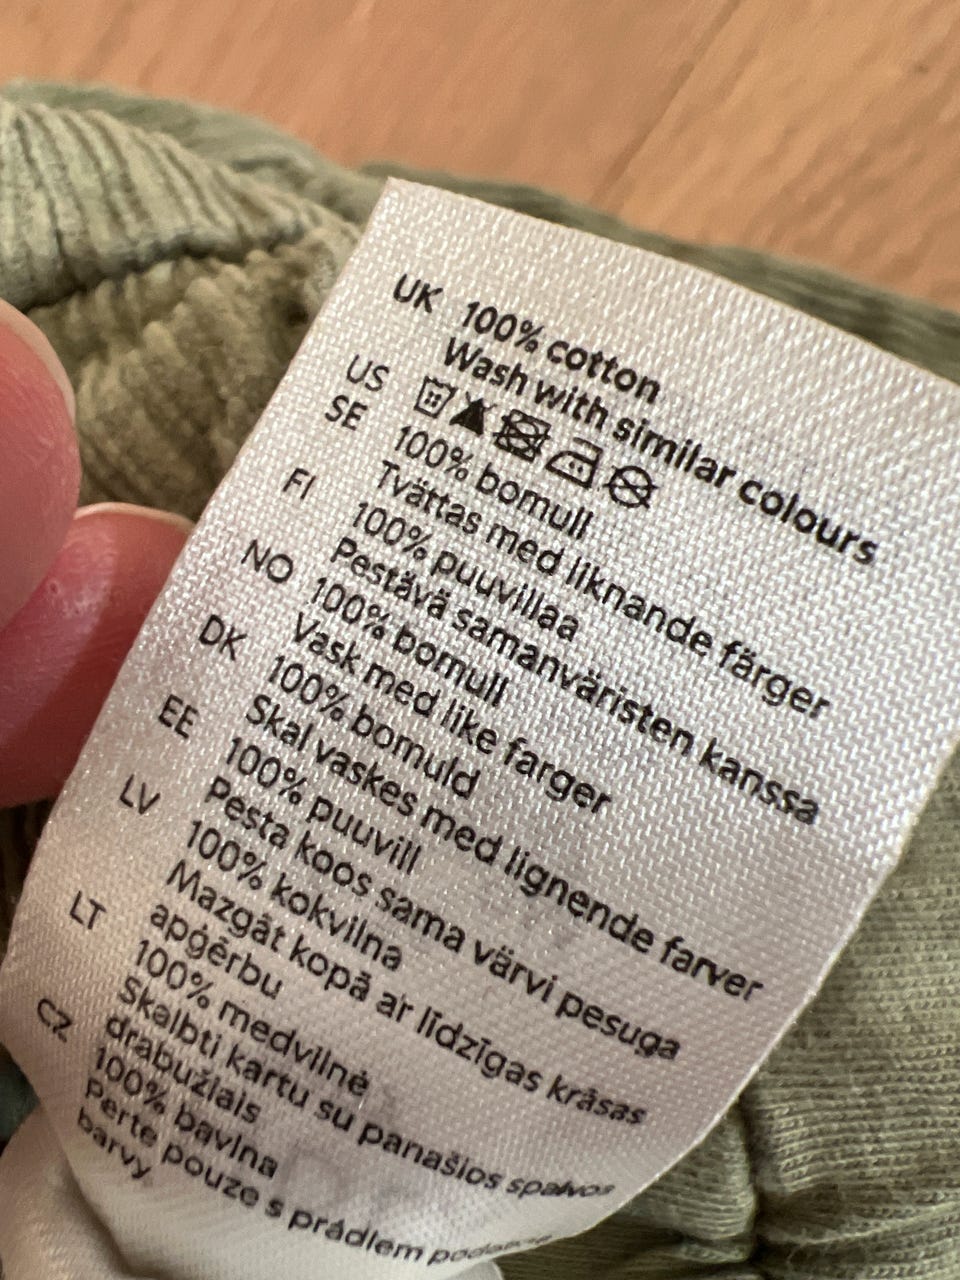 UK 100% cotton
Wash with similar colours
US
SE 100% bomull
Tvättas med liknande färger
FI 100% puuvillaa
Pestävä samanväristen kanssa
NO 100% bomull
Vask med like farger
DK 100% bomuld
Skal vaskes med lignende farver
EE 100% puuvill
Pesta koos sama värvi pesuga
LV 100% kokvilna
Mazgāt kopā ar līdzīgas krāsas
apģērbu
LT 100% medvilnė
Skalbti kartu su panašios spalvos
drabužiais
CZ 100% bavlna
Perte pouze s prádlem
barvy